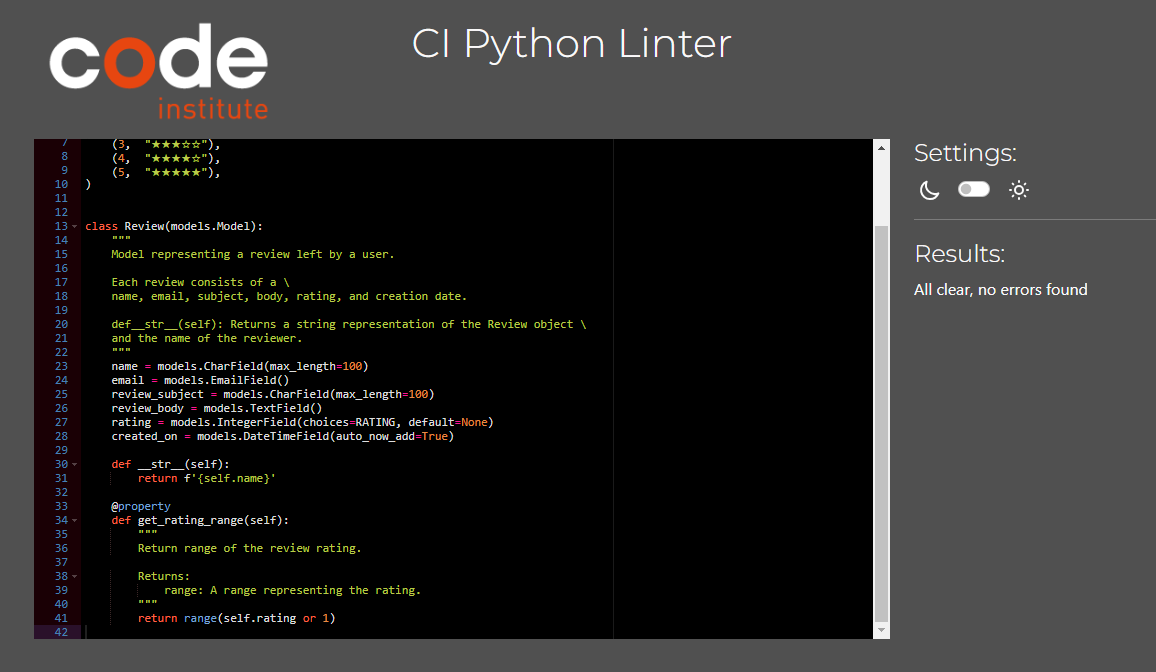 code
institute
CI Python Linter
7 (3, "★★★☆☆"),
8 (4, "★★★★☆"),
9 (5, "★★★★★"),
10 )
11
12
13 class Review(models.Model):
14 """
15 Model representing a review left by a user.
16
17 Each review consists of a \
18 name, email, subject, body, rating, and creation date.
19
20 def__str__(self): Returns a string representation of the Review object \
21 and the name of the reviewer.
22 """
23 name = models.CharField(max_length=100)
24 email = models.EmailField()
25 review_subject = models.CharField(max_length=100)
26 review_body = models.TextField()
27 rating = models.IntegerField(choices=RATING, default=None)
28 created_on = models.DateTimeField(auto_now_add=True)
29
30 def __str__(self):
31 return f'{self.name}'
32
33 @property
34 def get_rating_range(self):
35 """
36 Return range of the review rating.
37
38 Returns:
39 range: A range representing the rating.
40 """
41 return range(self.rating or 1)
42
Settings:
Results:
All clear, no errors found